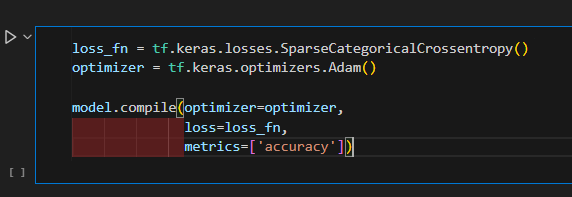 loss_fn = tf.keras.losses.SparseCategoricalCrossentropy()
optimizer = tf.keras.optimizers.Adam()
model.compile(optimizer=optimizer,
loss=loss_fn,
metrics=['accuracy'])
[ ]